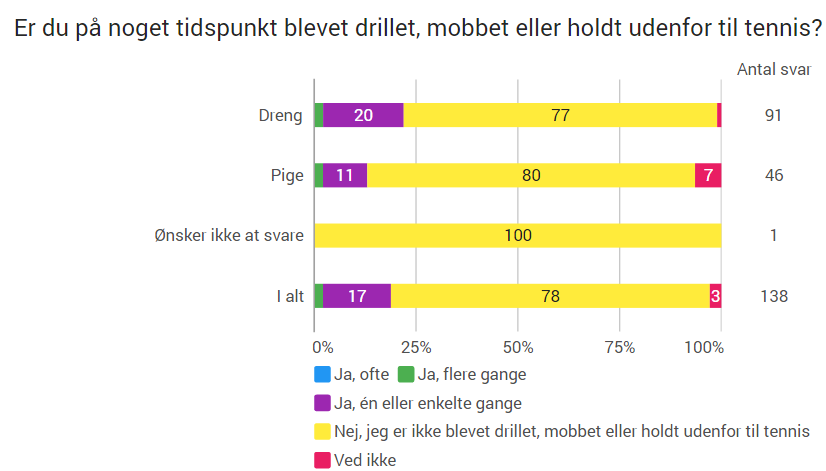 Er du på noget tidspunkt blevet drillet, mobbet eller holdt udenfor til tennis?
Antal svar
Dreng 20 77 91
Pige 11 80 7 46
Ønsker ikke at svare 100 1
I alt 17 78 3 138
0% 25% 50% 75% 100%
Ja, ofte Ja, flere gange
Ja, én eller enkelte gange
Nej, jeg er ikke blevet drillet, mobbet eller holdt udenfor til tennis
Ved ikke